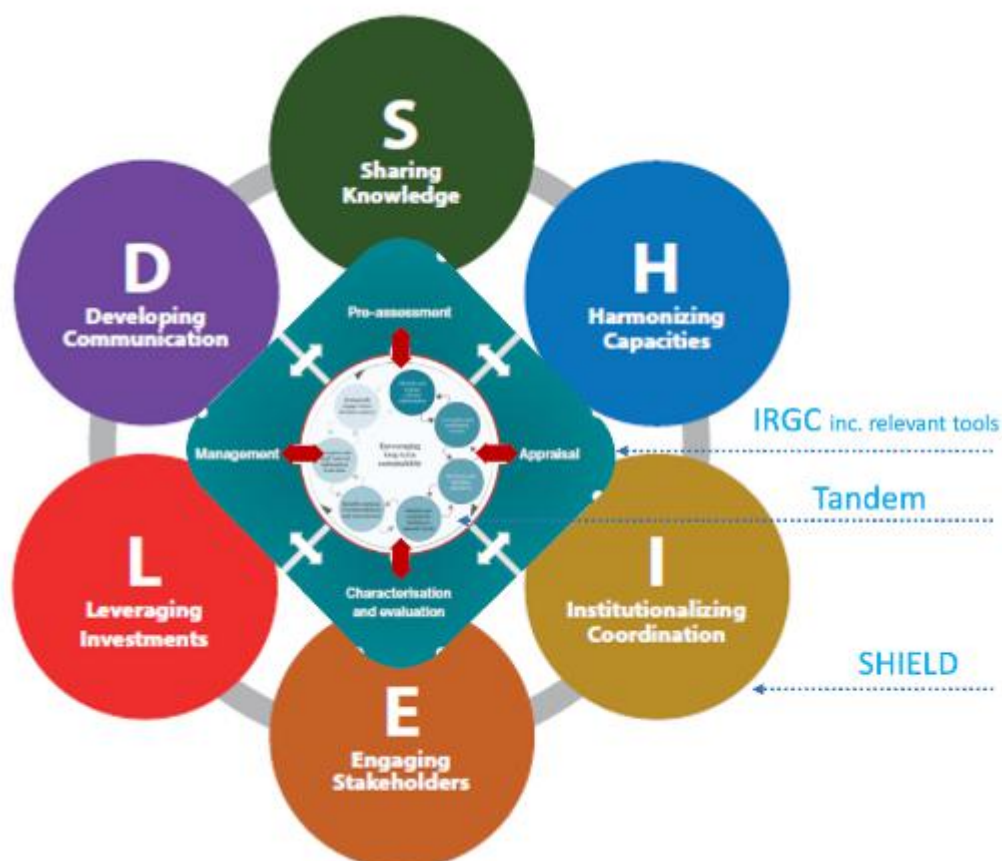 S
Sharing
Knowledge
D
Developing
Communication
H
Harmonizing
Capacities
Pre-assessment
Management
Appraisal
Characterisation
and evaluation
IRGC inc. relevant tools
Tandem
L
Leveraging
Investments
I
Institutionalizing
Coordination
SHIELD
E
Engaging
Stakeholders